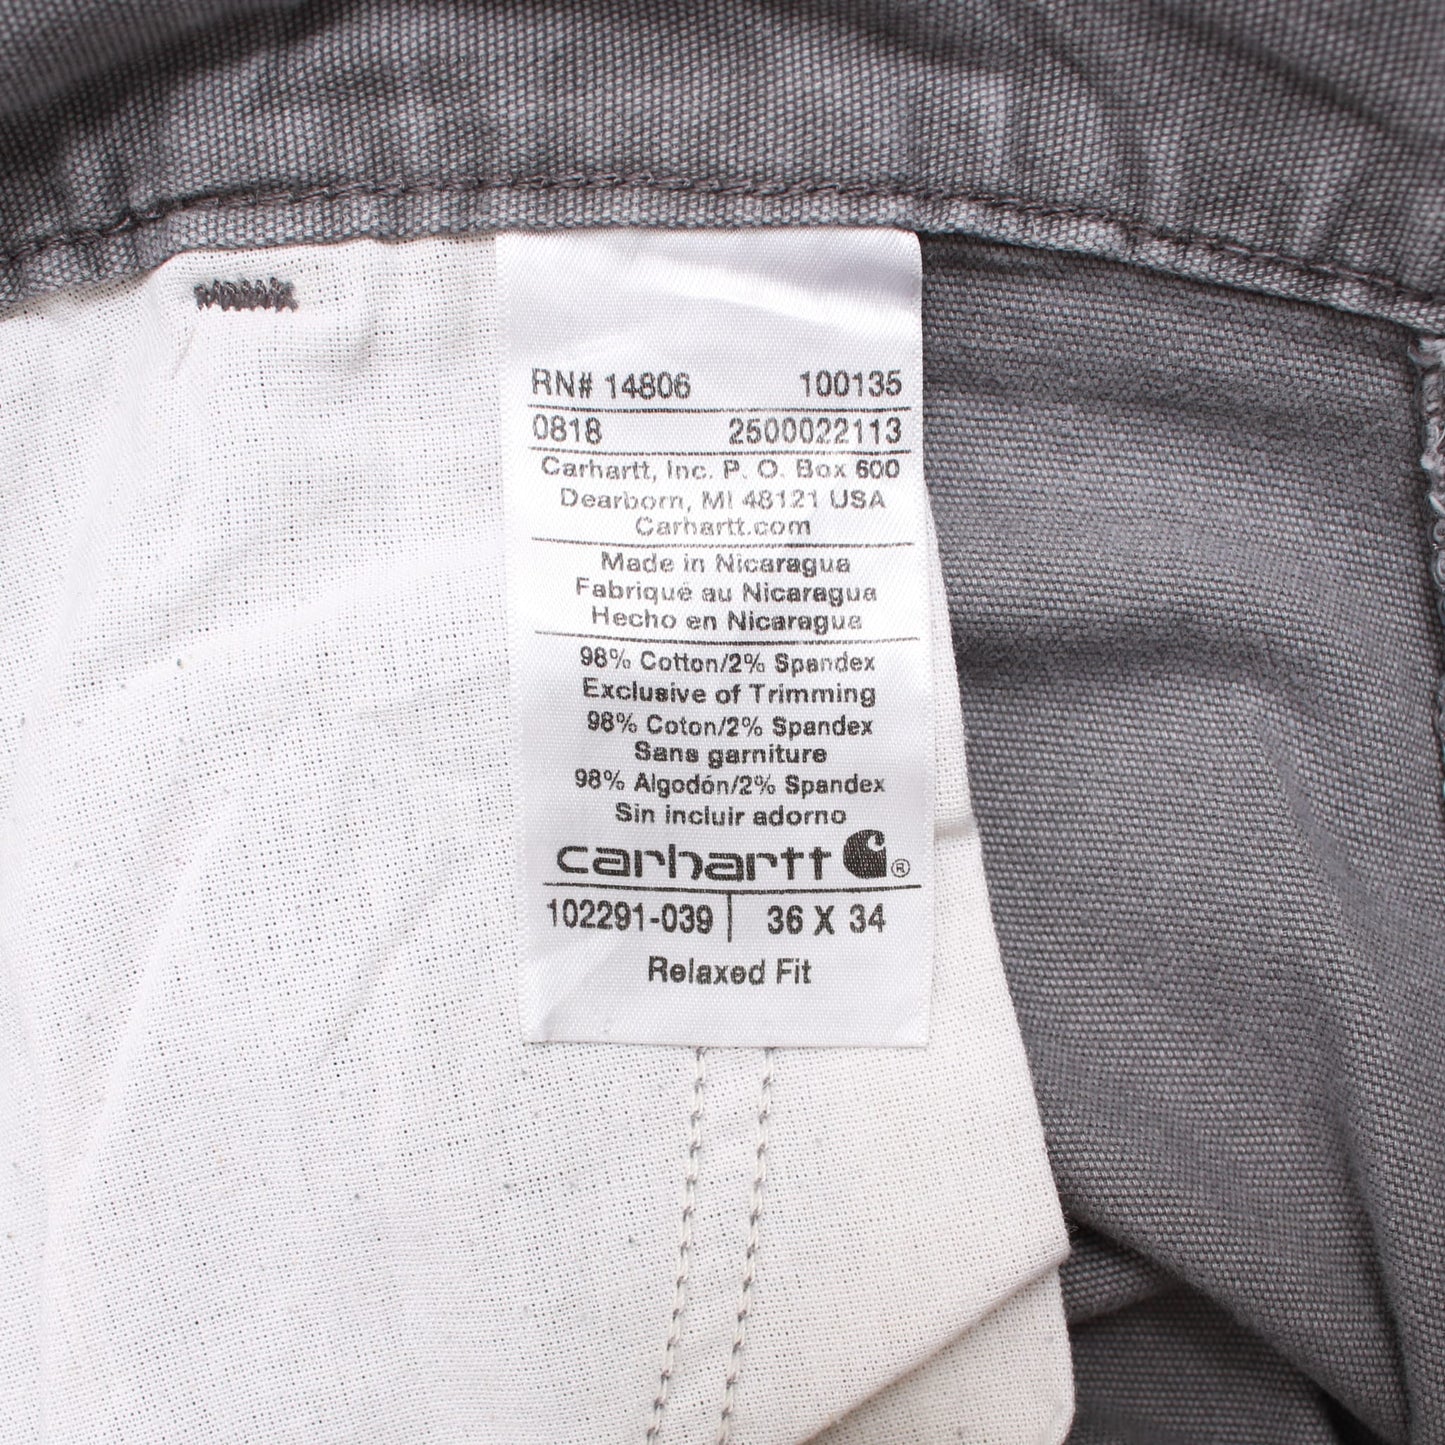 RN# 14806 100135
0818 2500022113
Carhartt, Inc. P. O. Box 600
Dearborn, MI 48121 USA
Carhartt.com
Made in Nicaragua
Fabriqué au Nicaragua
Hecho en Nicaragua
98% Cotton/2% Spandex
Exclusive of Trimming
98% Coton/2% Spandex
Sans garniture
98% Algodón/2% Spandex
Sin incluir adorno
carhartt ®
102291-039 | 36 X 34
Relaxed Fit